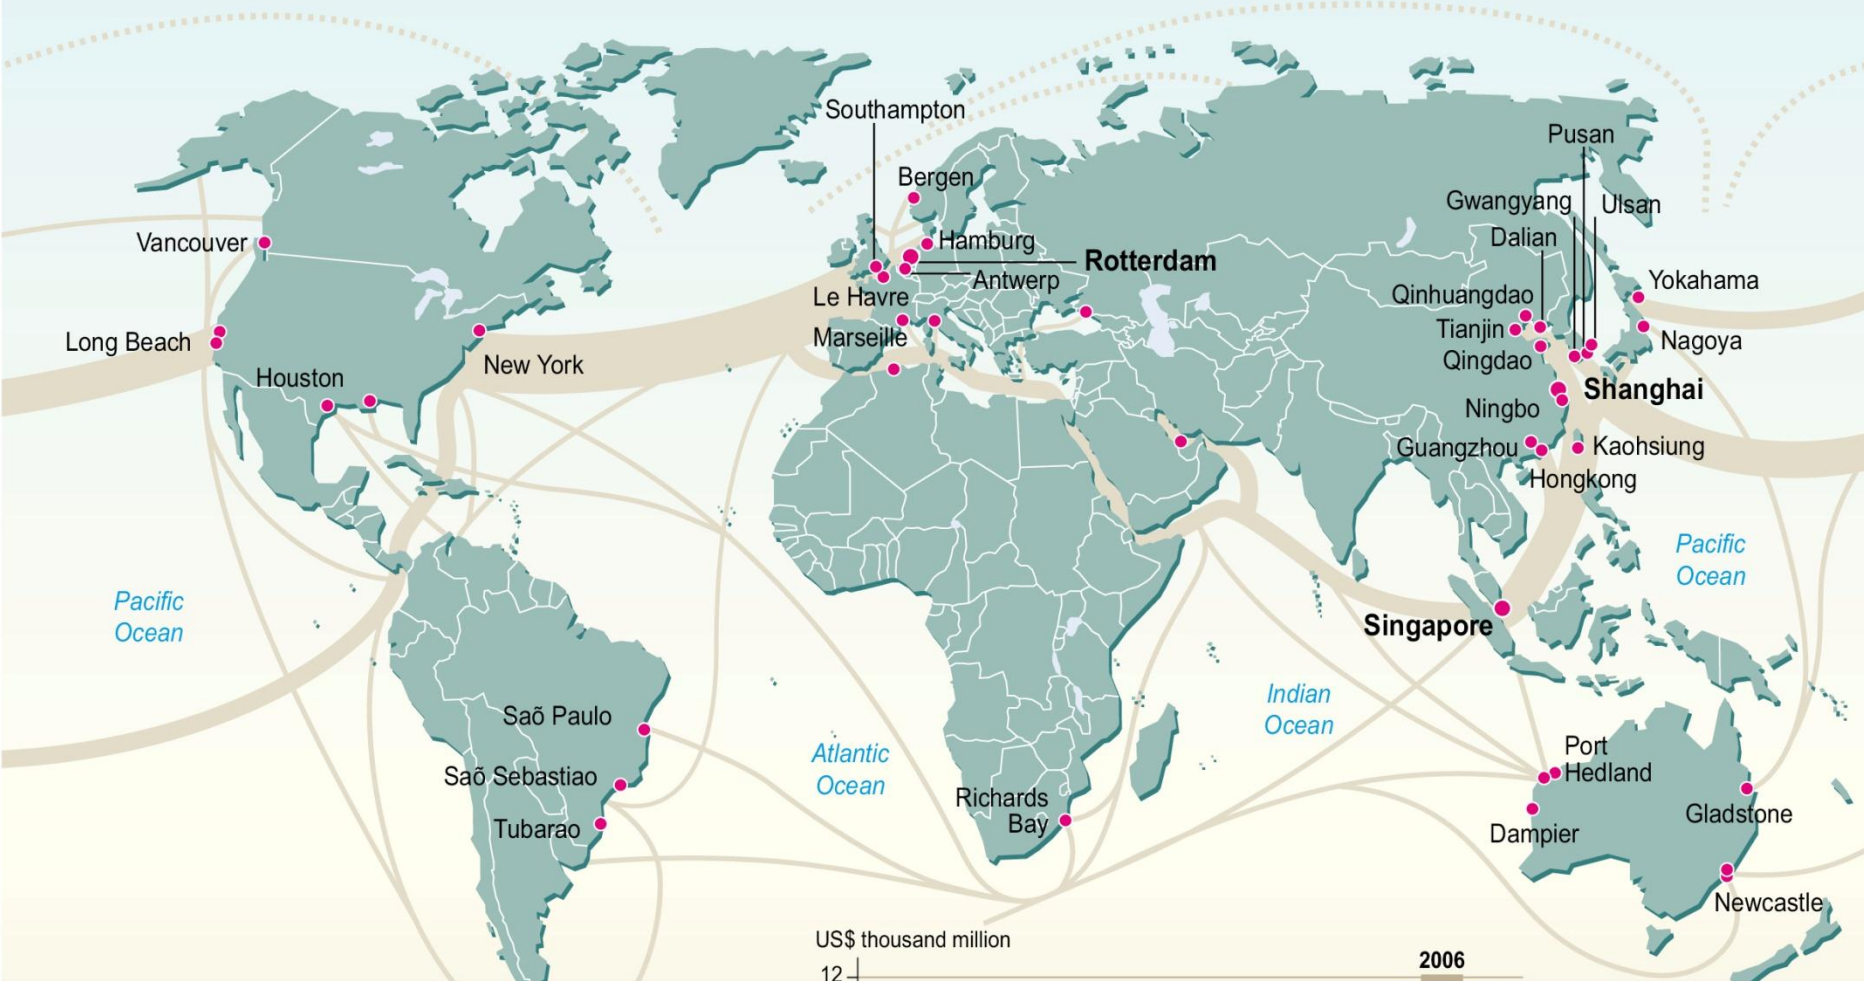 Southampton
Pusan
Bergen
Gwangyang
Ulsan
Vancouver
Hamburg
Dalian
Rotterdam
Antwerp
Yokahama
Le Havre
Qinhuangdao
Tianjin
Marseille
Long Beach
Nagoya
Qingdao
New York
Houston
Shanghai
Ningbo
Guangzhou
Kaohsiung
Hongkong
Pacific
Ocean
Pacific
Ocean
Singapore
Saõ Paulo
Indian
Ocean
Atlantic
Ocean
Port
Hedland
Saõ Sebastiao
Richards
Bay
Gladstone
Tubarao
Dampier
Newcastle
US$ thousand million
2006
12